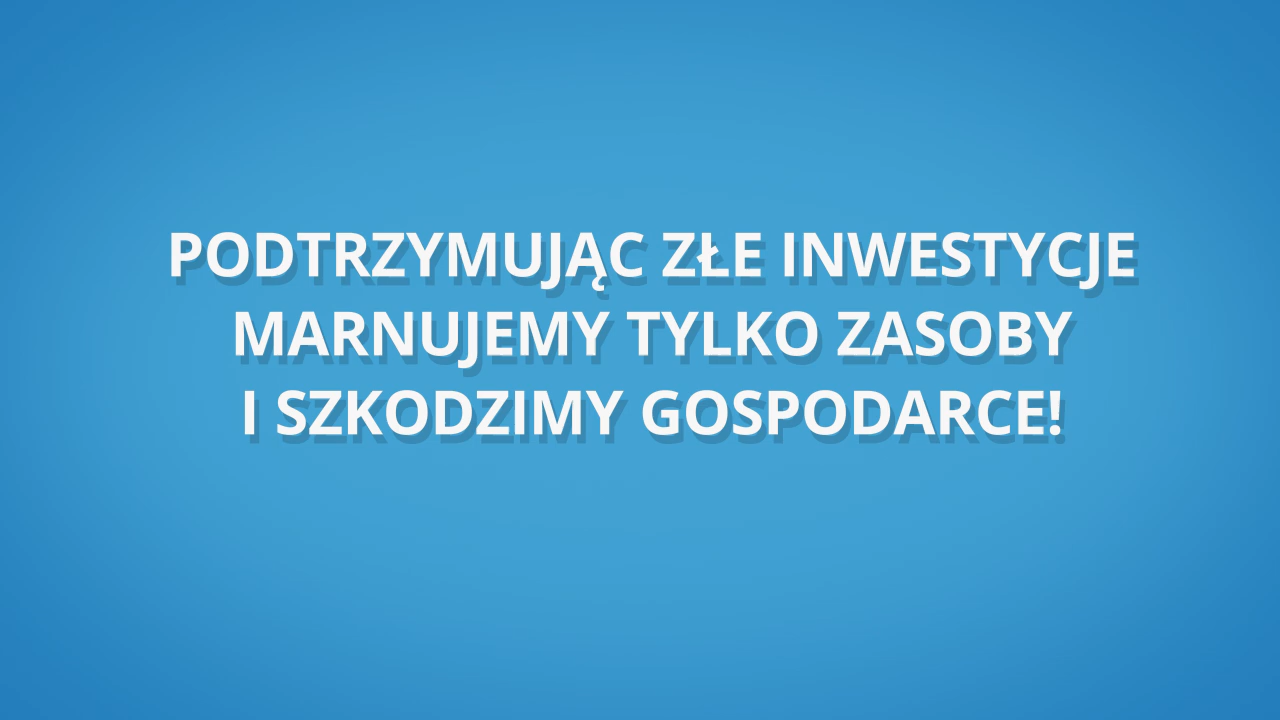 PODTRZYMUJĄC ZŁE INWESTYCJE
MARNUJEMY TYLKO ZASOBY
I SZKODZIMY GOSPODARCE!